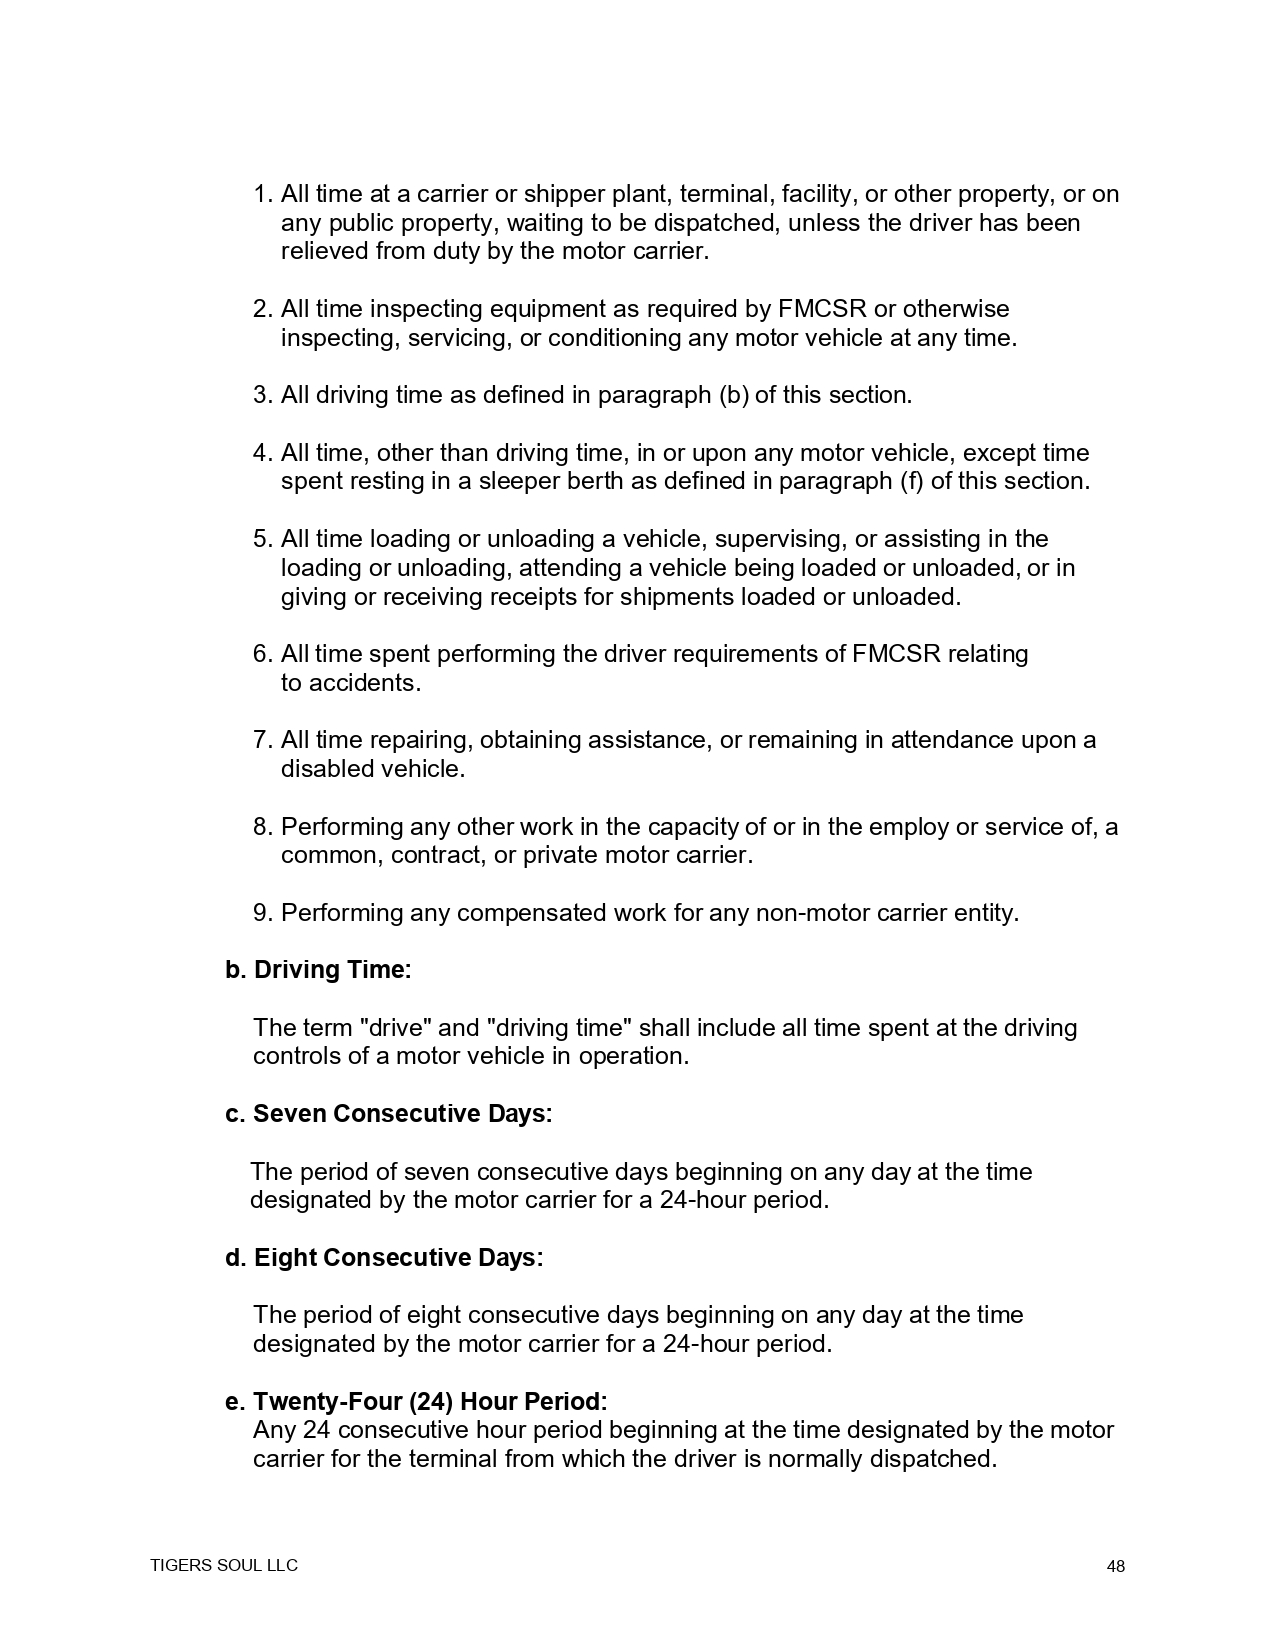 1. All time at a carrier or shipper plant, terminal, facility, or other property, or on
any public property, waiting to be dispatched, unless the driver has been
relieved from duty by the motor carrier.
2. All time inspecting equipment as required by FMCSR or otherwise
inspecting, servicing, or conditioning any motor vehicle at any time.
3. All driving time as defined in paragraph (b) of this section.
4. All time, other than driving time, in or upon any motor vehicle, except time
spent resting in a sleeper berth as defined in paragraph (f) of this section.
5. All time loading or unloading a vehicle, supervising, or assisting in the
loading or unloading, attending a vehicle being loaded or unloaded, or in
giving or receiving receipts for shipments loaded or unloaded.
6. All time spent performing the driver requirements of FMCSR relating
to accidents.
7. All time repairing, obtaining assistance, or remaining in attendance upon a
disabled vehicle.
8. Performing any other work in the capacity of or in the employ or service of, a
common, contract, or private motor carrier.
9. Performing any compensated work for any non-motor carrier entity.
b. Driving Time:
The term "drive" and "driving time" shall include all time spent at the driving
controls of a motor vehicle in operation.
c. Seven Consecutive Days:
The period of seven consecutive days beginning on any day at the time
designated by the motor carrier for a 24-hour period.
d. Eight Consecutive Days:
The period of eight consecutive days beginning on any day at the time
designated by the motor carrier for a 24-hour period.
e. Twenty-Four (24) Hour Period:
Any 24 consecutive hour period beginning at the time designated by the motor
carrier for the terminal from which the driver is normally dispatched.
TIGERS SOUL LLC 48